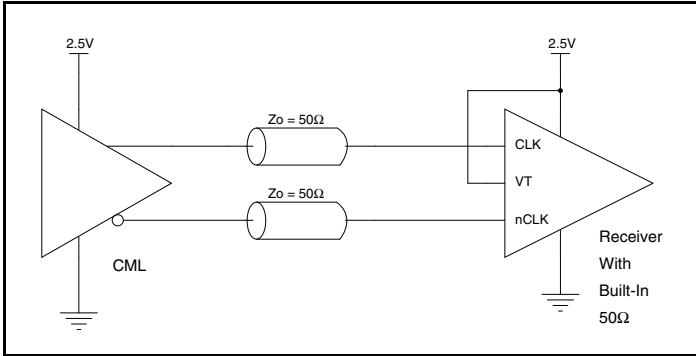 2.5V
2.5V
Zo = 50Ω
CLK
VT
Zo = 50Ω
nCLK
CML
Receiver
With
Built-In
50Ω